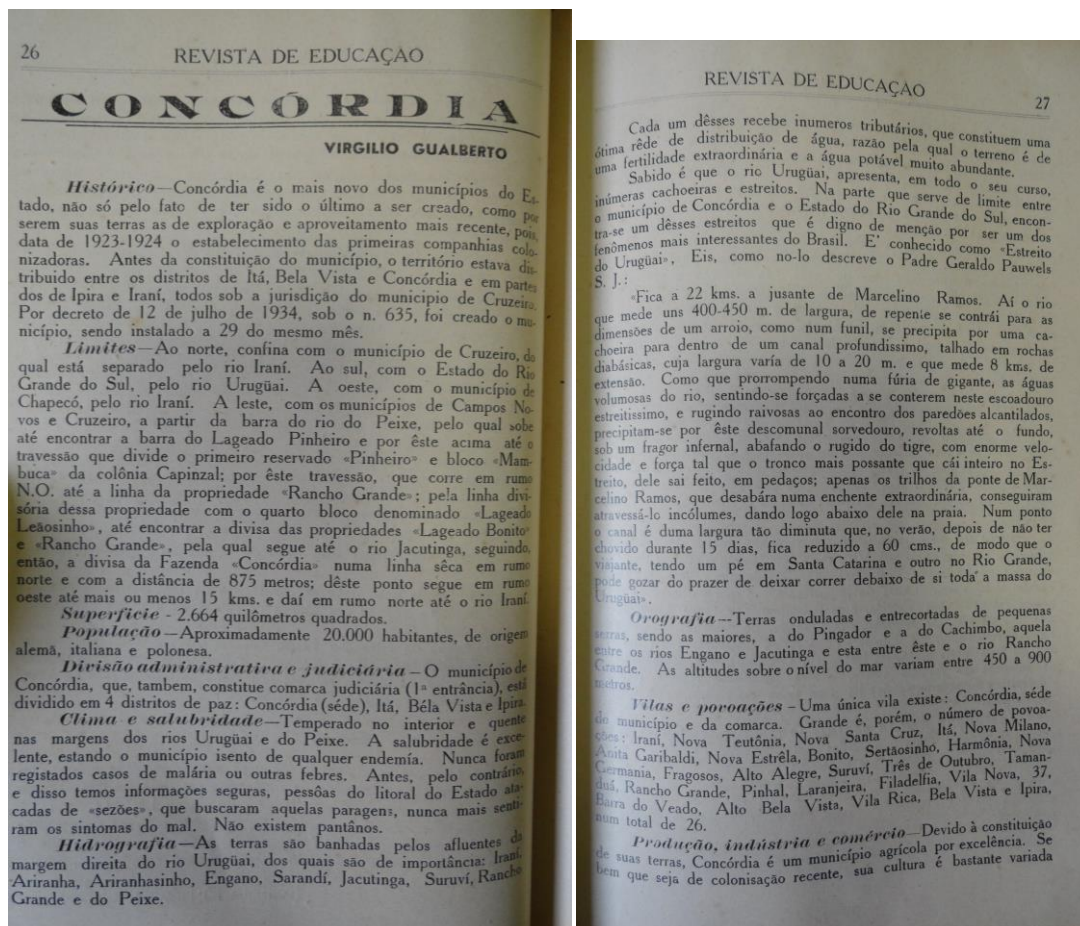 26
REVISTA DE EDUCAÇÃO
CONCÓRDIA
VIRGILIO GUALBERTO
Histórico—Concórdia é o mais novo dos municípios do Es-
tado, não só pelo fato de ter sido o último a ser creado, como por
serem suas terras as de exploração e aproveitamento mais recente, pois,
data de 1923-1924 o estabelecimento das primeiras companhias colo-
nizadoras. Antes da constituição do município, o território estava dis-
tribuido entre os distritos de Itá, Bela Vista e Concórdia e em partes
dos de Ipira e Iraní, todos sob a jurisdição do municipio de Cruzeiro.
Por decreto de 12 de julho de 1934, sob o n. 635, foi creado o mu-
nicípio, sendo instalado a 29 do mesmo mês.
Limites—Ao norte, confina com o município de Cruzeiro, do
qual está separado pelo rio Iraní. Ao sul, com o Estado do Rio
Grande do Sul, pelo rio Urugüai. A oeste, com o município de
Chapecó, pelo rio Iraní. A leste, com os municípios de Campos No-
vos e Cruzeiro, a partir da barra do rio do Peixe, pelo qual sobe
até encontrar a barra do Lageado Pinheiro e por êste acima até o
travessão que divide o primeiro reservado «Pinheiro» e bloco «Mam-
buca» da colônia Capinzal; por êste travessão, que corre em rumo
N.O. até a linha da propriedade «Rancho Grande»; pela linha divi-
sória dessa propriedade com o quarto bloco denominado «Lageado
Leãosinho», até encontrar a divisa das propriedades «Lageado Bonito»
e «Rancho Grande», pela qual segue até o rio Jacutinga, seguindo,
então, a divisa da Fazenda «Concórdia» numa linha sêca em rumo
norte e com a distância de 875 metros; dêste ponto segue em rumo
oeste até mais ou menos 15 kms. e daí em rumo norte até o rio Iraní.
Superfície - 2.664 quilômetros quadrados.
População—Aproximadamente 20.000 habitantes, de origem
alemã, italiana e polonesa.
Divisão administrativa e judiciária – O município de
Concórdia, que, tambem, constitue comarca judiciária (1ª entrância), está
dividido em 4 distritos de paz: Concórdia (séde), Itá, Béla Vista e Ipira.
Clima e salubridade—Temperado no interior e quente
nas margens dos rios Urugüai e do Peixe. A salubridade é exce-
lente, estando o município isento de qualquer endemía. Nunca foram
registados casos de malária ou outras febres. Antes, pelo contrário,
e disso temos informações seguras, pessôas do litoral do Estado ata-
cadas de «sezões», que buscaram aquelas paragens, nunca mais senti-
ram os sintomas do mal. Não existem pantânos.
Hidrografia—As terras são banhadas pelos afluentes da
margem direita do rio Urugüai, dos quais são de importância: Iraní,
Ariranha, Ariranhasinho, Engano, Sarandí, Jacutinga, Suruví, Rancho
Grande e do Peixe.
REVISTA DE EDUCAÇAO
27
Cada um dêsses recebe inumeros tributários, que constituem uma
ótima rêde de distribuição de água, razão pela qual o terreno é de
uma fertilidade extraordinária e a água potável muito abundante.
Sabido é que o rio Urugüai, apresenta, em todo o seu curso,
inúmeras cachoeiras e estreitos. Na parte que serve de limite entre
o município de Concórdia e o Estado do Rio Grande do Sul, encon-
tra-se um dêsses estreitos que é digno de menção por ser um dos
fenômenos mais interessantes do Brasil. E' conhecido como «Estreito
do Urugüai», Eis, como no-lo descreve o Padre Geraldo Pauwels
S. J.:
«Fica a 22 kms. a jusante de Marcelino Ramos. Aí o rio
que mede uns 400-450 m. de largura, de repente se contrái para as
dimensões de um arroio, como num funil, se precipita por uma ca-
choeira para dentro de um canal profundissimo, talhado em rochas
diabásicas, cuja largura varía de 10 a 20 m. e que mede 8 kms. de
extensão. Como que prorrompendo numa fúria de gigante, as águas
volumosas do rio, sentindo-se forçadas a se conterem neste escoadouro
estreitissimo, e rugindo raivosas ao encontro dos paredões alcantilados,
precipitam-se por êste descomunal sorvedouro, revoltas até o fundo,
sob um fragor infernal, abafando o rugido do tigre, com enorme velo-
cidade e força tal que o tronco mais possante que cái inteiro no Es-
treito, dele sai feito, em pedaços; apenas os trilhos da ponte de Mar-
celino Ramos, que desabára numa enchente extraordinária, conseguiram
atravessá-lo incólumes, dando logo abaixo dele na praia. Num ponto
o canal é duma largura tão diminuta que, no verão, depois de não ter
chovido durante 15 dias, fica reduzido a 60 cms., de modo que o
viajante, tendo um pé em Santa Catarina e outro no Rio Grande,
pode gozar do prazer de deixar correr debaixo de si toda a massa do
Urugüai».
Orografia—Terras onduladas e entrecortadas de pequenas
serras, sendo as maiores, a do Pingador e a do Cachimbo, aquela
entre os rios Engano e Jacutinga e esta entre êste e o rio Rancho
Grande. As altitudes sobre o nível do mar variam entre 450 a 900
metros.
Vilas e povoações – Uma única vila existe: Concórdia, séde
do município e da comarca. Grande é, porém, o número de povoa-
ções: Iraní, Nova Teutônia, Nova Santa Cruz, Itá, Nova Milano,
Anita Garibaldi, Nova Estrêla, Bonito, Sertãosinho, Harmônia, Nova
Germania, Fragosos, Alto Alegre, Suruví, Três de Outubro, Taman-
duá, Rancho Grande, Pinhal, Laranjeira, Filadelfia, Vila Nova, 37,
Barra do Veado, Alto Bela Vista, Vila Rica, Bela Vista e Ipira,
num total de 26.
Produção, indústria e comércio—Devido à constituição
de suas terras, Concórdia é um município agrícola por excelência. Se
bem que seja de colonisação recente, sua cultura é bastante variada